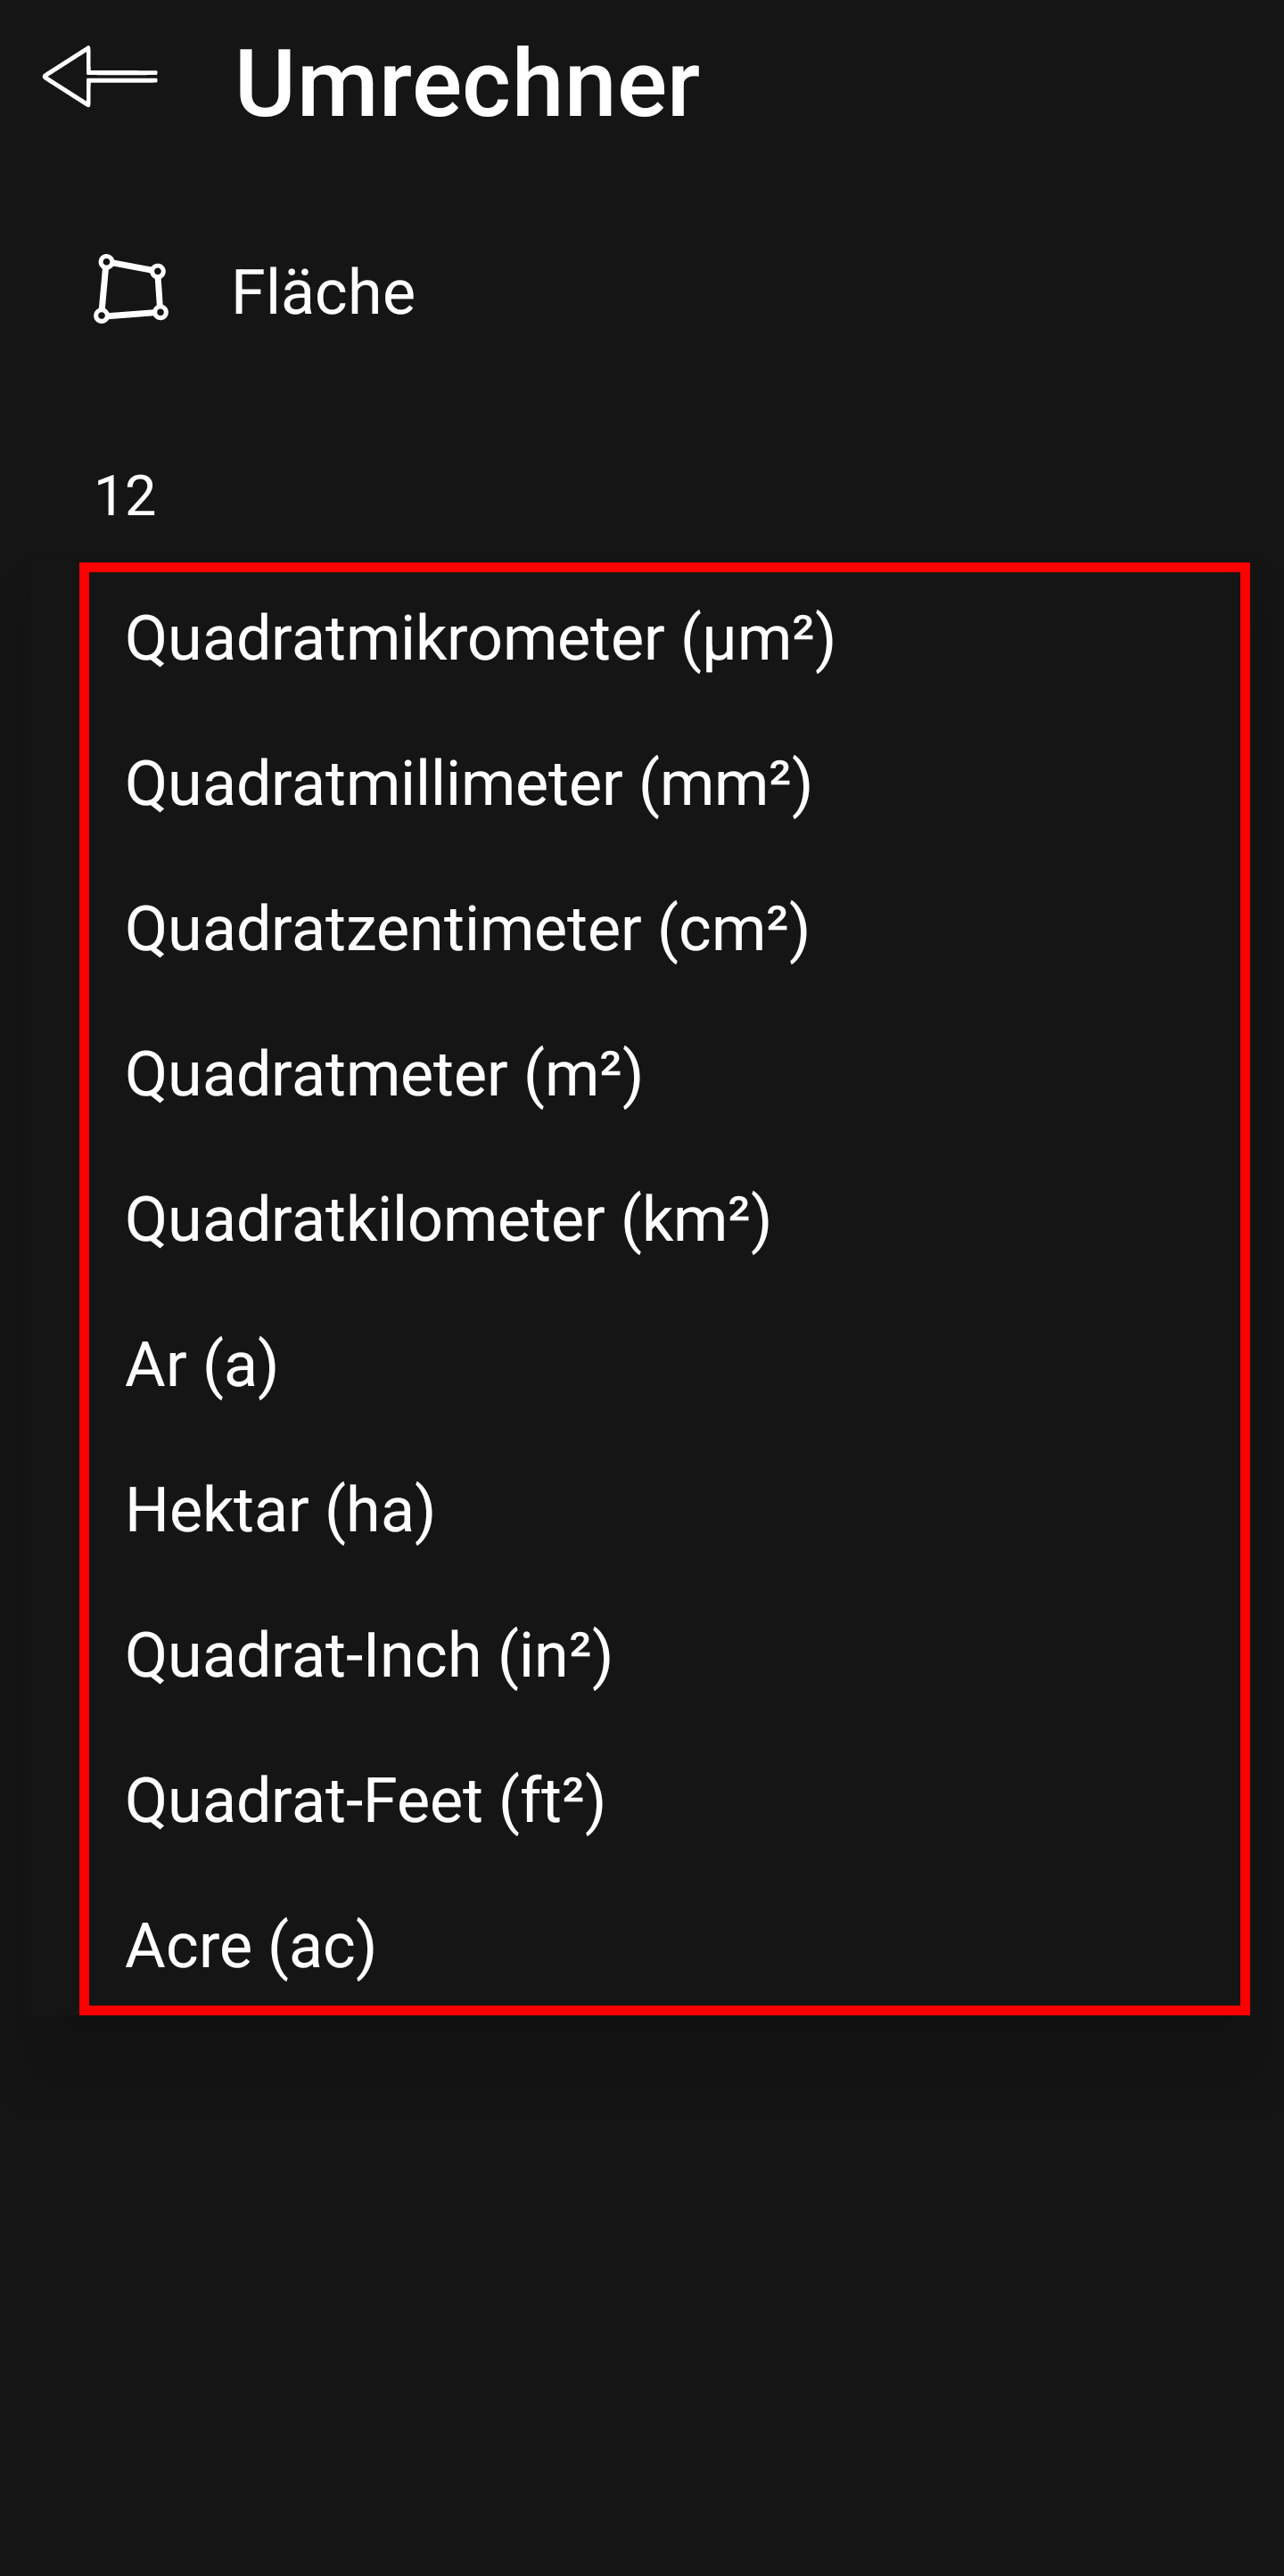 Umrechner
Fläche
12
Quadratmikrometer (µm²)
Quadratmillimeter (mm²)
Quadratzentimeter (cm²)
Quadratmeter (m²)
Quadratkilometer (km²)
Ar (a)
Hektar (ha)
Quadrat-Inch (in²)
Quadrat-Feet (ft²)
Acre (ac)